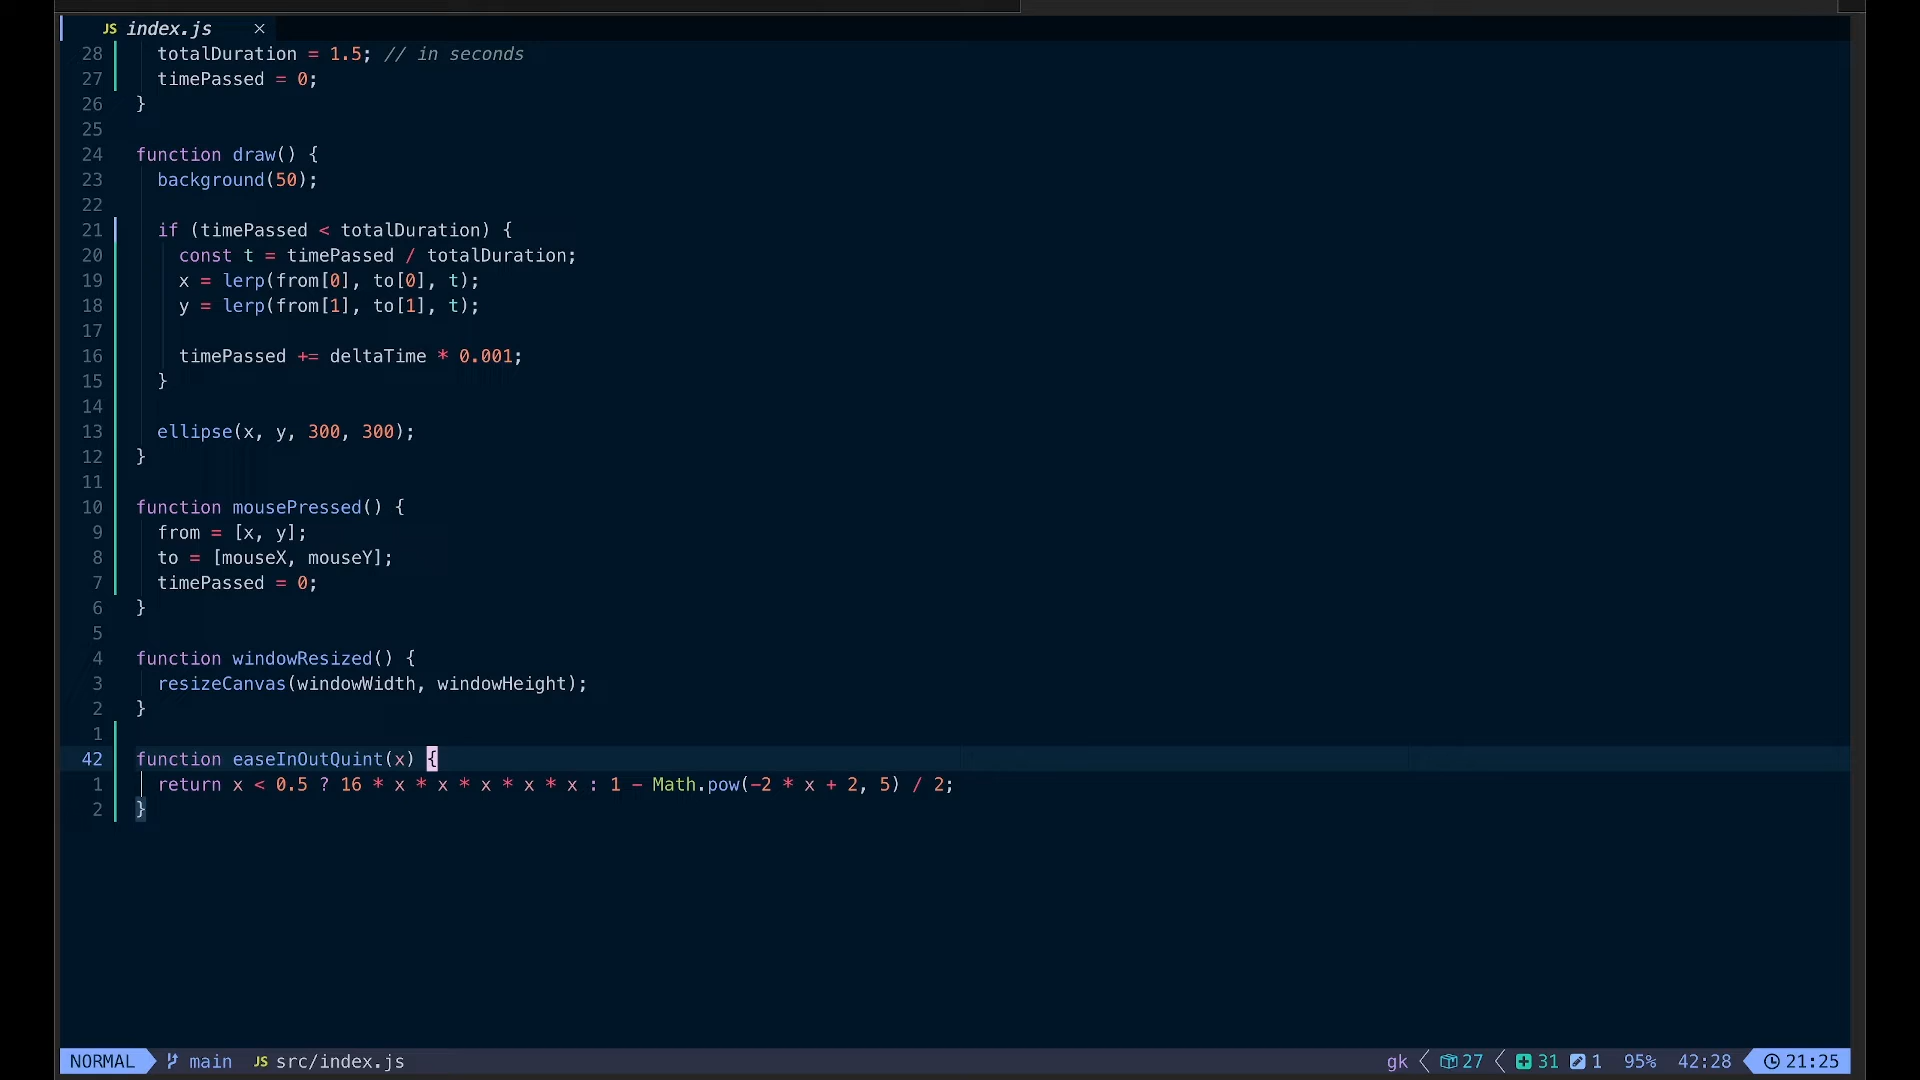 JS index.js ×
28 totalDuration = 1.5; // in seconds
27 timePassed = 0;
26 }
25
24 function draw() {
23 background(50);
22
21 if (timePassed < totalDuration) {
20 const t = timePassed / totalDuration;
19 x = lerp(from[0], to[0], t);
18 y = lerp(from[1], to[1], t);
17
16 timePassed += deltaTime * 0.001;
15 }
14
13 ellipse(x, y, 300, 300);
12 }
11
10 function mousePressed() {
9 from = [x, y];
8 to = [mouseX, mouseY];
7 timePassed = 0;
6 }
5
4 function windowResized() {
3 resizeCanvas(windowWidth, windowHeight);
2 }
1
42 function easeInOutQuint(x) {
1 return x < 0.5 ? 16 * x * x * x * x * x : 1 - Math.pow(-2 * x + 2, 5) / 2;
2 }
NORMAL main JS src/index.js gk 27 31 1 95% 42:28 21:25